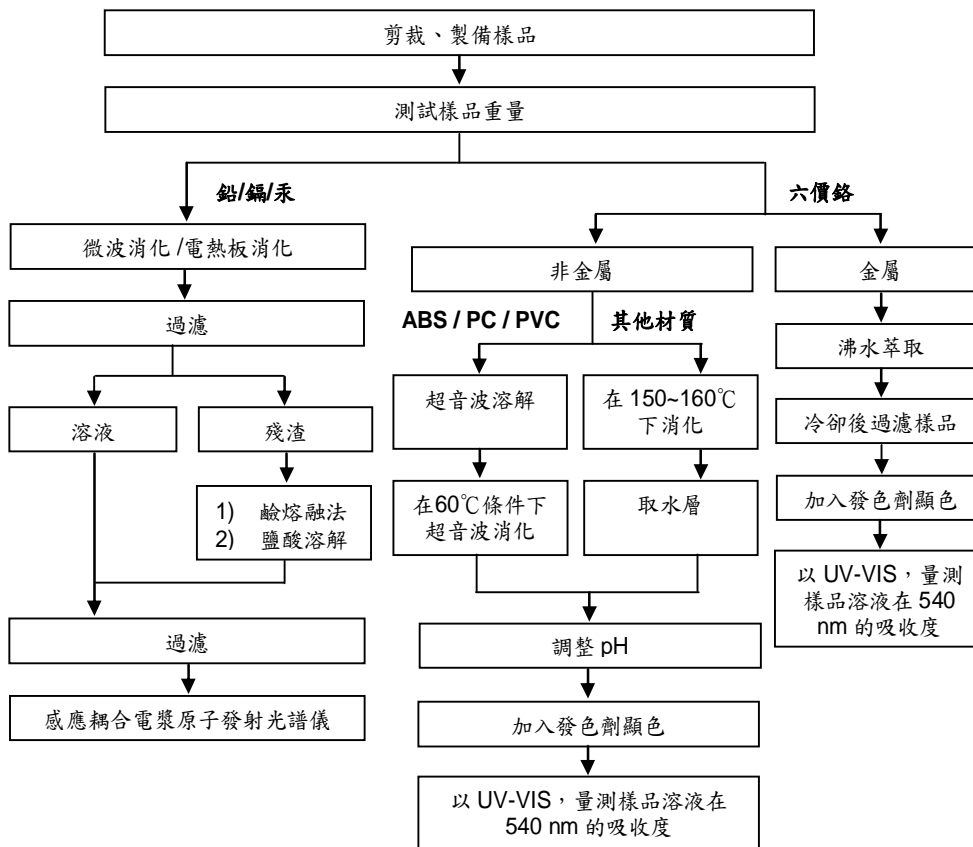 剪裁、製備樣品
測試樣品重量
鉛/鎘/汞
六價鉻
微波消化 /電熱板消化
非金屬
金屬
過濾
ABS / PC / PVC
其他材質
沸水萃取
溶液
殘渣
超音波溶解
在 150~160℃
下消化
冷卻後過濾樣品
1) 鹼熔融法
2) 鹽酸溶解
在60℃條件下
超音波消化
取水層
加入發色劑顯色
以 UV-VIS，量測
樣品溶液在 540
nm 的吸收度
過濾
調整 pH
感應耦合電漿原子發射光譜儀
加入發色劑顯色
以 UV-VIS，量測樣品溶液在
540 nm 的吸收度